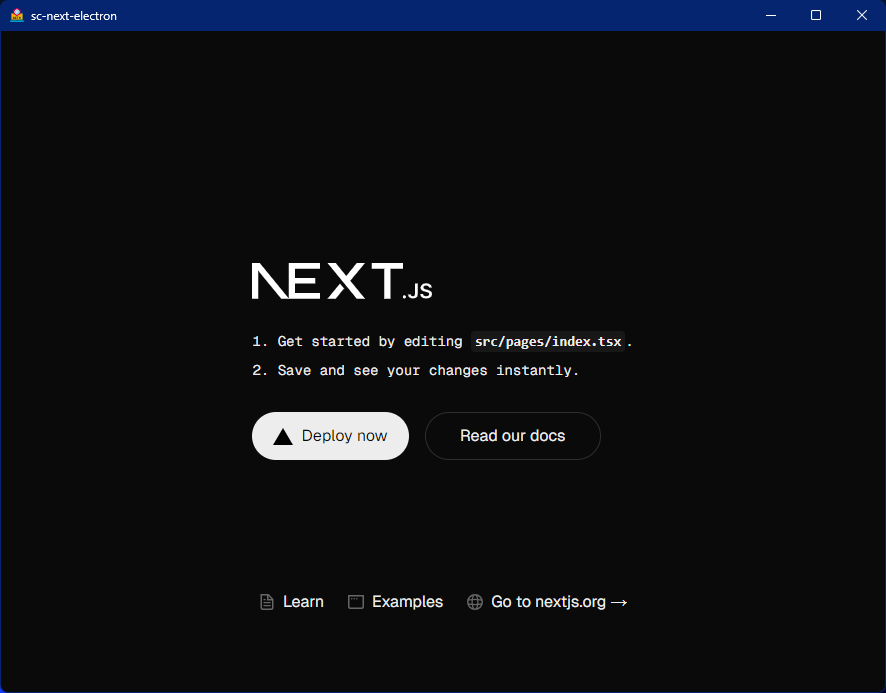 sc-next-electron
NEXT.JS
1. Get started by editing src/pages/index.tsx.
2. Save and see your changes instantly.
Deploy now
Read our docs
Learn
Examples
Go to nextjs.org →